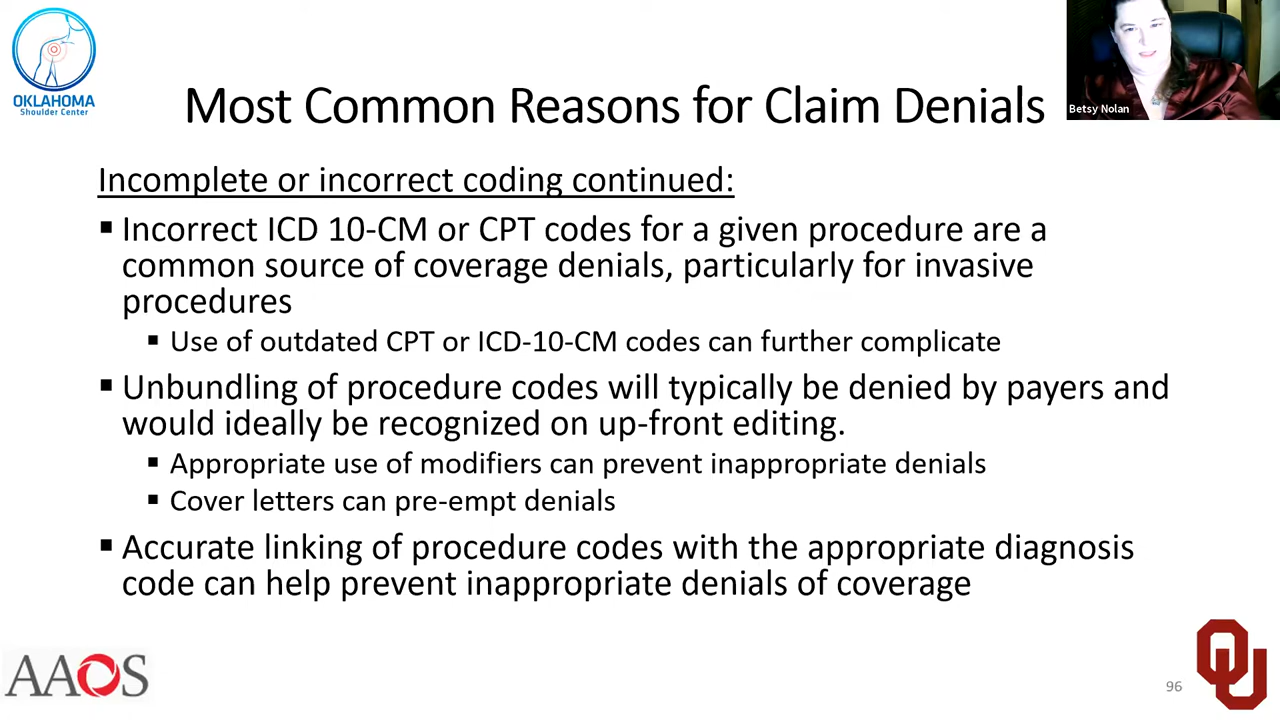 OKLAHOMA
Shoulder Center
Betsy Nolan
Most Common Reasons for Claim Denials
Incomplete or incorrect coding continued:
▪ Incorrect ICD 10-CM or CPT codes for a given procedure are a
common source of coverage denials, particularly for invasive
procedures
▪ Use of outdated CPT or ICD-10-CM codes can further complicate
▪ Unbundling of procedure codes will typically be denied by payers and
would ideally be recognized on up-front editing.
▪ Appropriate use of modifiers can prevent inappropriate denials
▪ Cover letters can pre-empt denials
▪ Accurate linking of procedure codes with the appropriate diagnosis
code can help prevent inappropriate denials of coverage
AAOS
96
OU